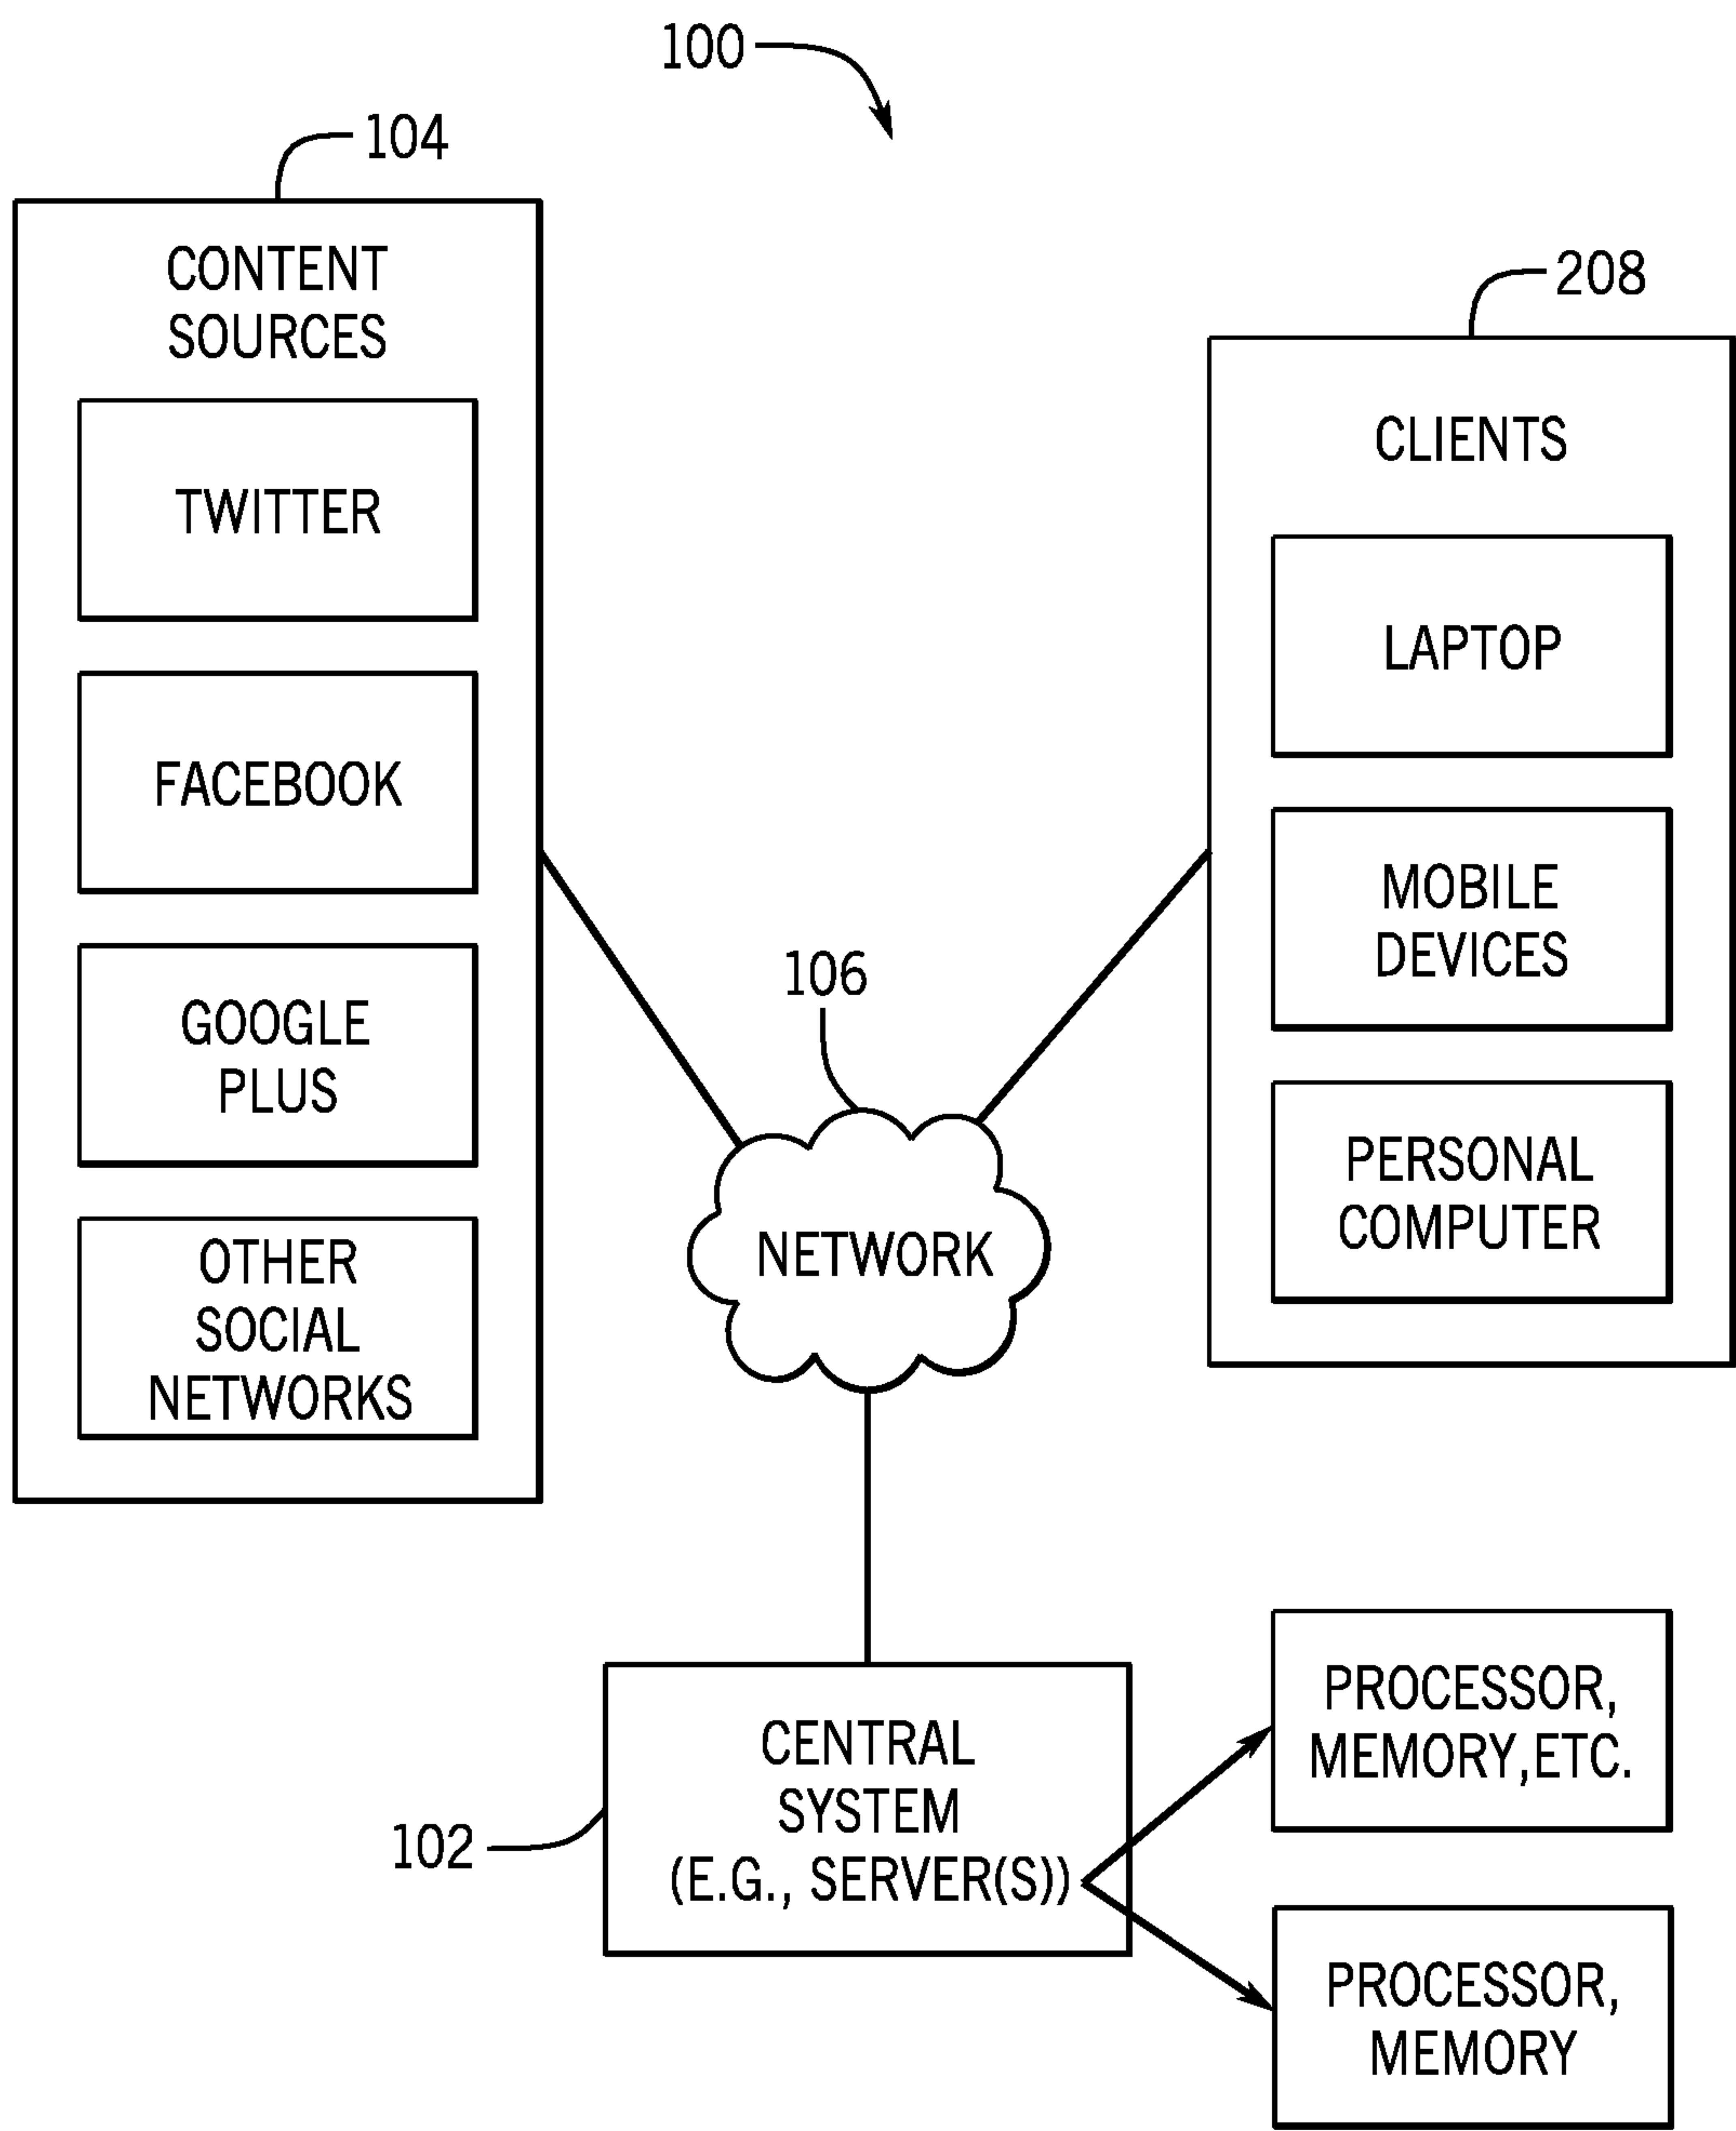 100
104
CONTENT
SOURCES
TWITTER
FACEBOOK
GOOGLE
PLUS
OTHER
SOCIAL
NETWORKS
208
CLIENTS
LAPTOP
MOBILE
DEVICES
PERSONAL
COMPUTER
106
NETWORK
102
CENTRAL
SYSTEM
(E.G., SERVER(S))
PROCESSOR,
MEMORY,ETC.
PROCESSOR,
MEMORY